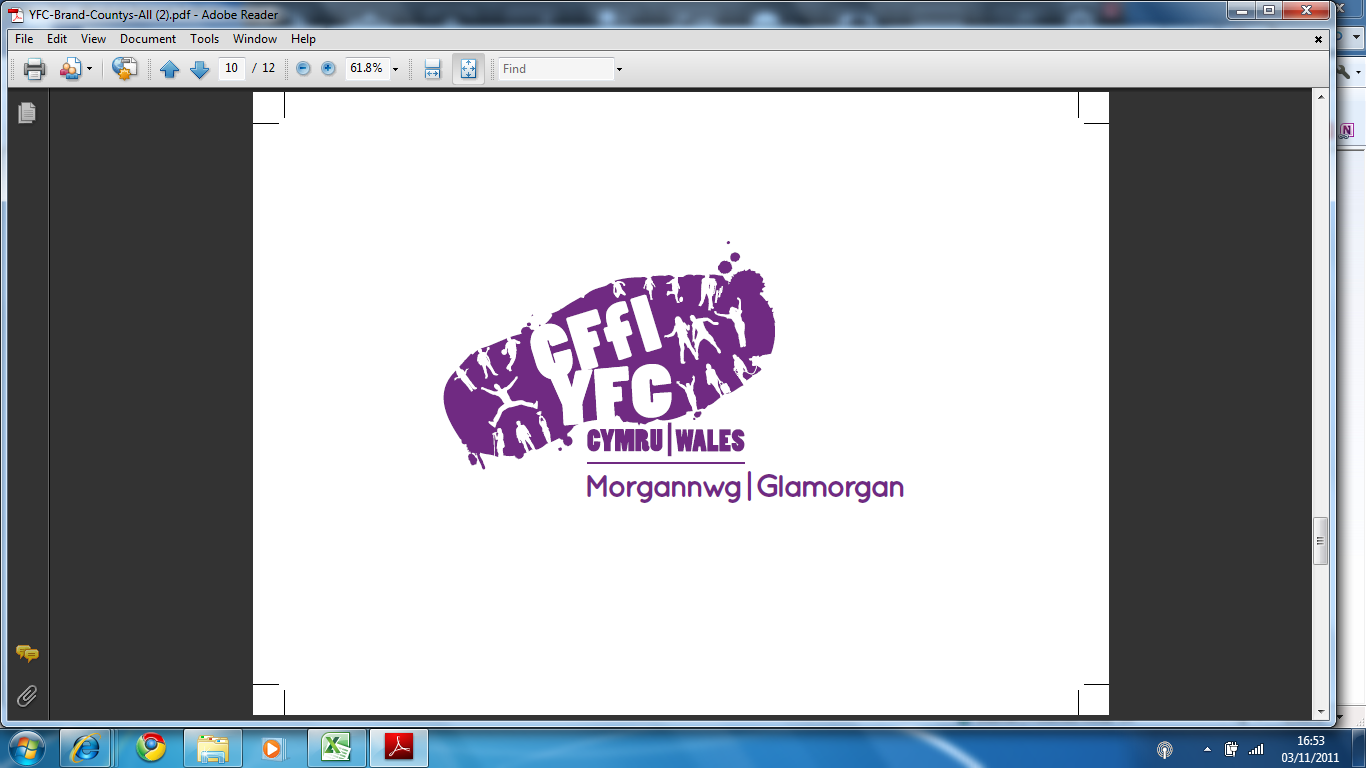 YFC-Brand-Countys-All (2).pdf - Adobe Reader
File Edit View Document Tools Window Help
10 / 12 61.8% Find
CFfI
YFC
CYMRU|WALES
Morgannwg|Glamorgan
16:53
03/11/2011